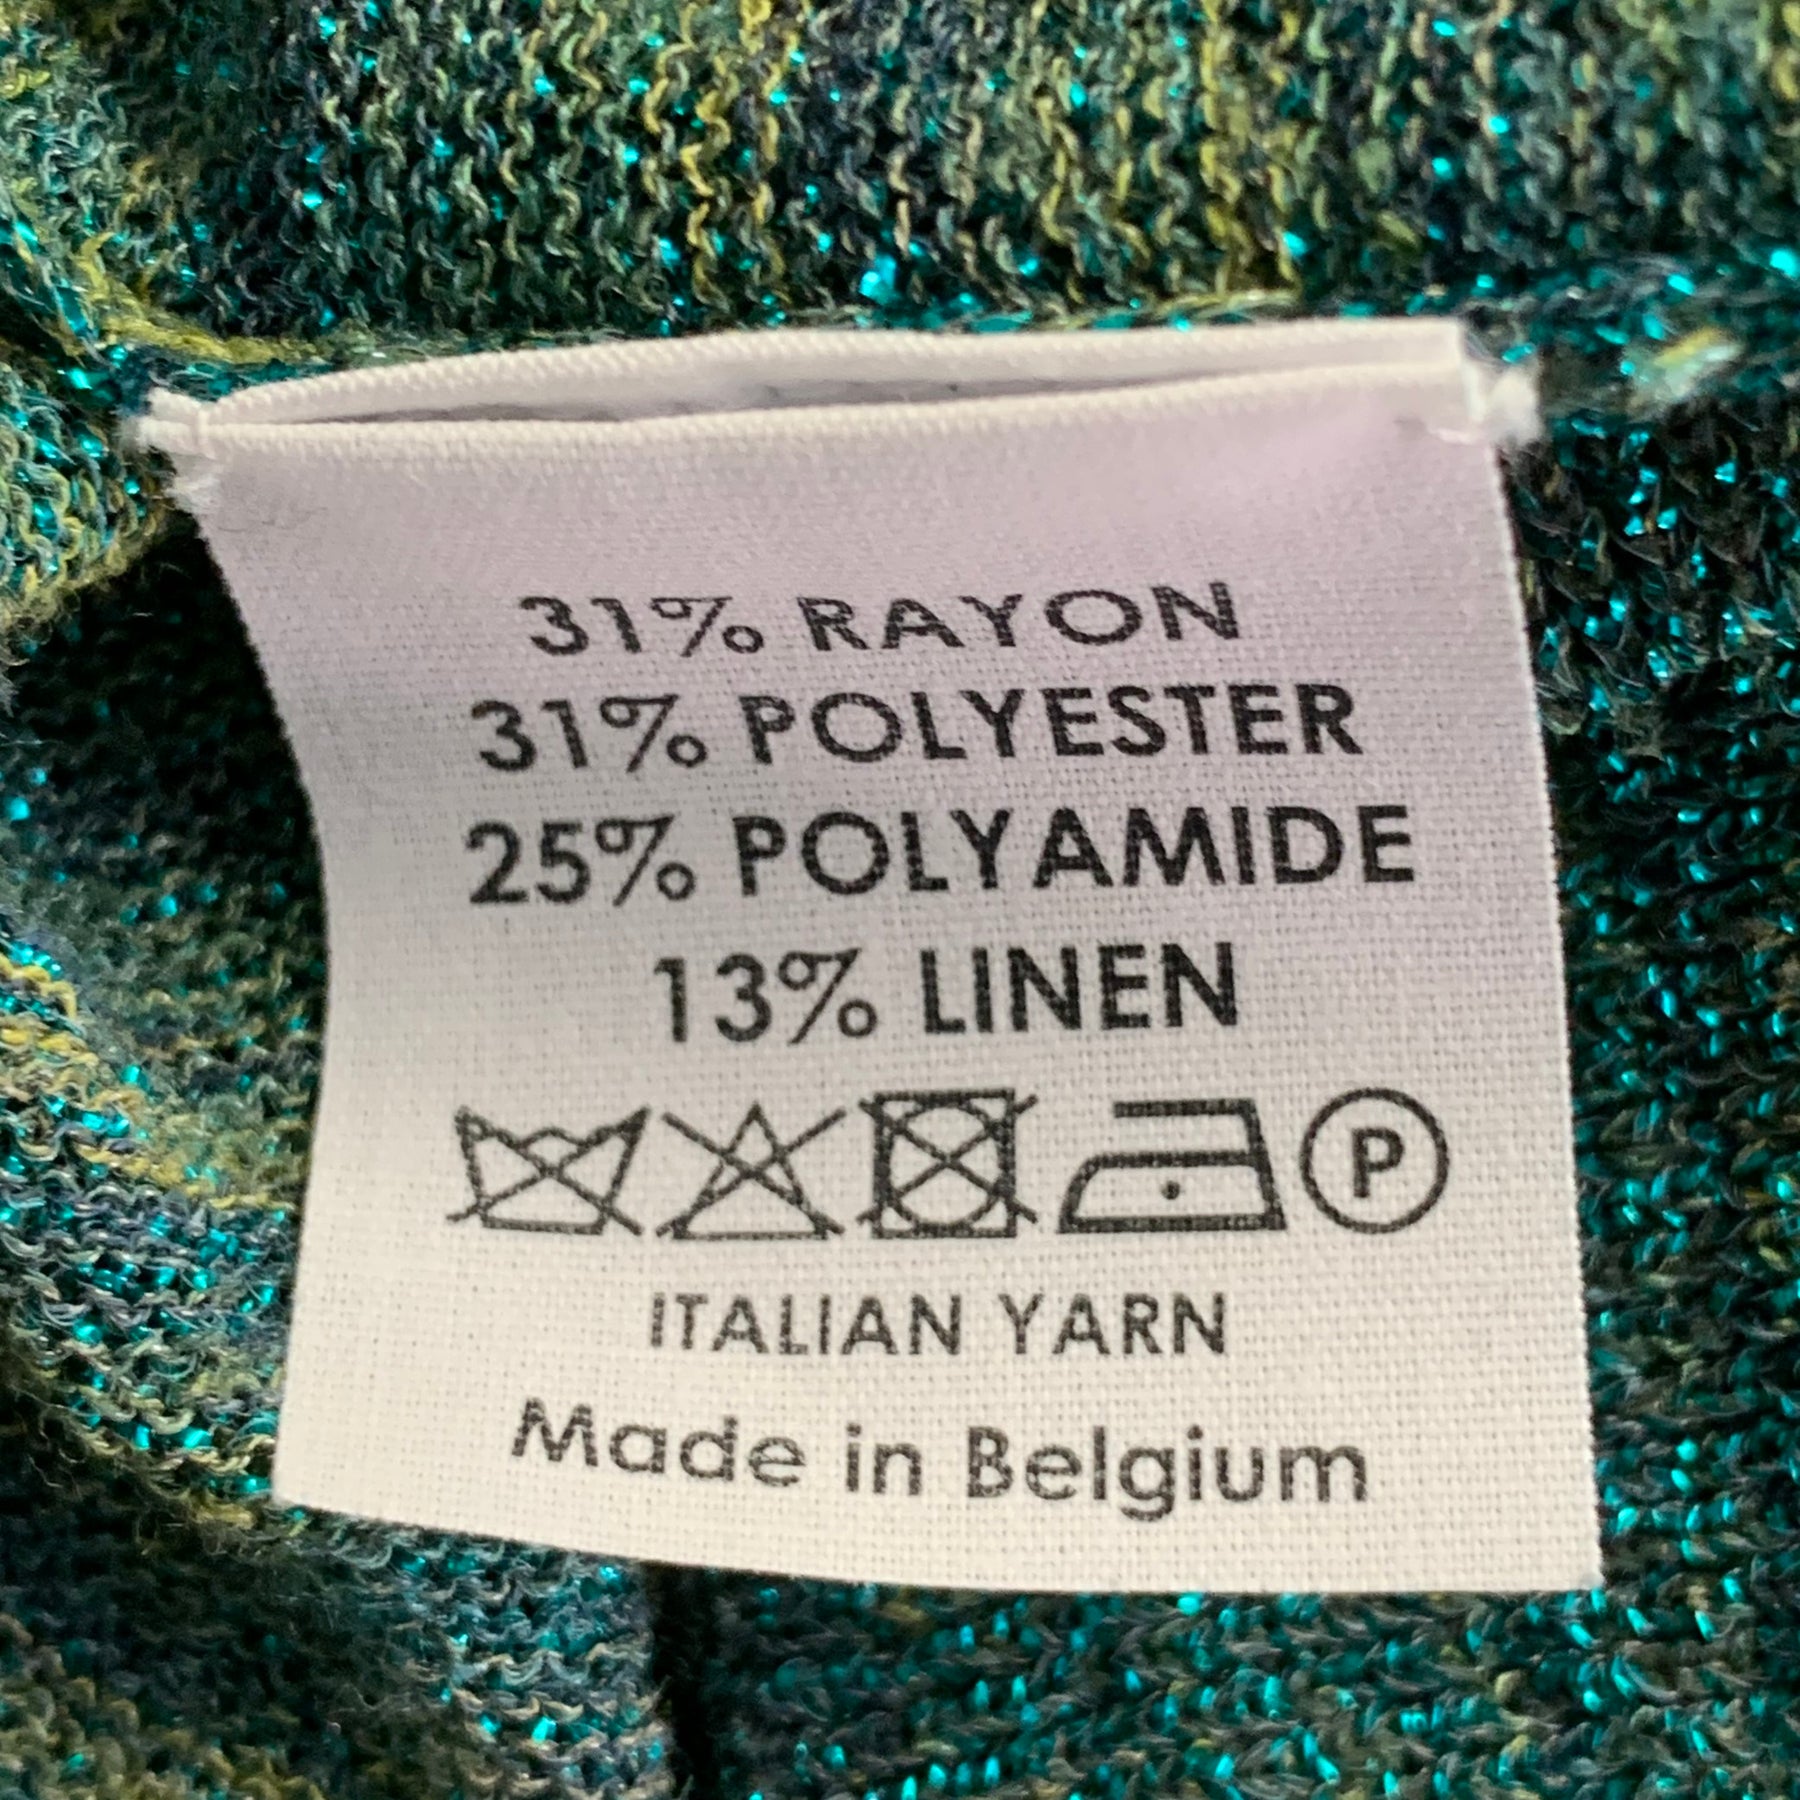 31% RAYON
31% POLYESTER
25% POLYAMIDE
13% LINEN
P
ITALIAN YARN
Made in Belgium